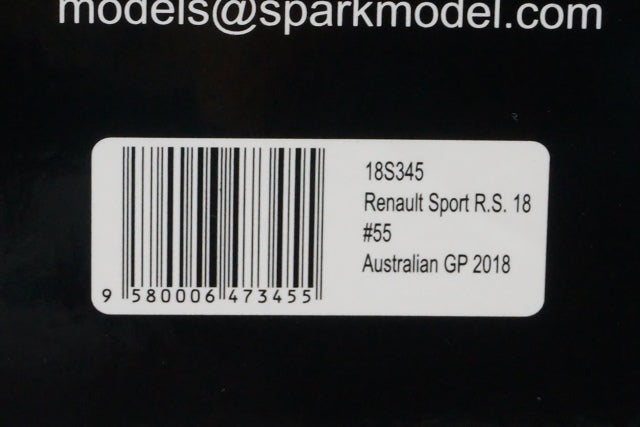 models@sparkmodel.com
18S345
Renault Sport R.S. 18
#55
Australian GP 2018
9 580006 473455